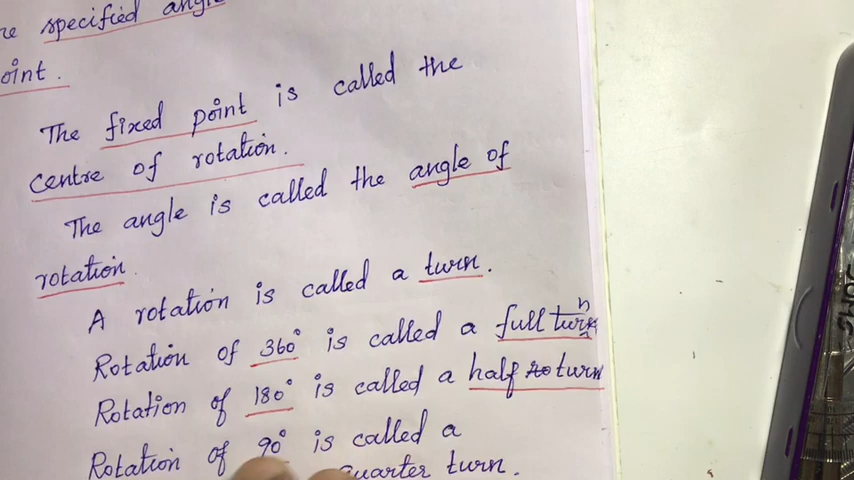 specified angle
oint.
The fixed point is called the
centre of rotation.
The angle is called the angle of
rotation.
A rotation is called a turn.
Rotation of 360° is called a full turn
Rotation of 180° is called a half turn
Rotation of 90° is called a
quarter turn.